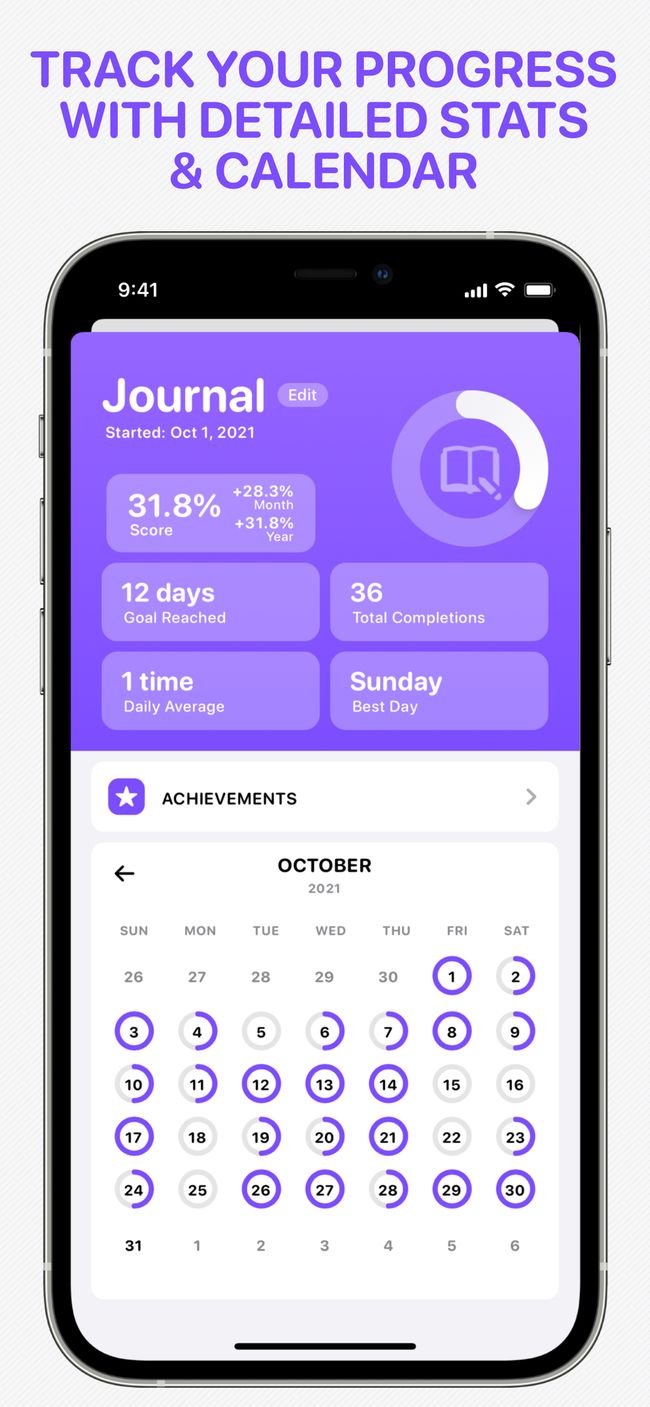 TRACK YOUR PROGRESS
WITH DETAILED STATS
& CALENDAR
9:41
Journal Edit
Started: Oct 1, 2021
31.8% +28.3%
Month
Score +31.8%
Year
12 days 36
Goal Reached Total Completions
1 time Sunday
Daily Average Best Day
ACHIEVEMENTS
OCTOBER
2021
SUN MON TUE WED THU FRI SAT
26 27 28 29 30 1 2
3 4 5 6 7 8 9
10 11 12 13 14 15 16
17 18 19 20 21 22 23
24 25 26 27 28 29 30
31 1 2 3 4 5 6